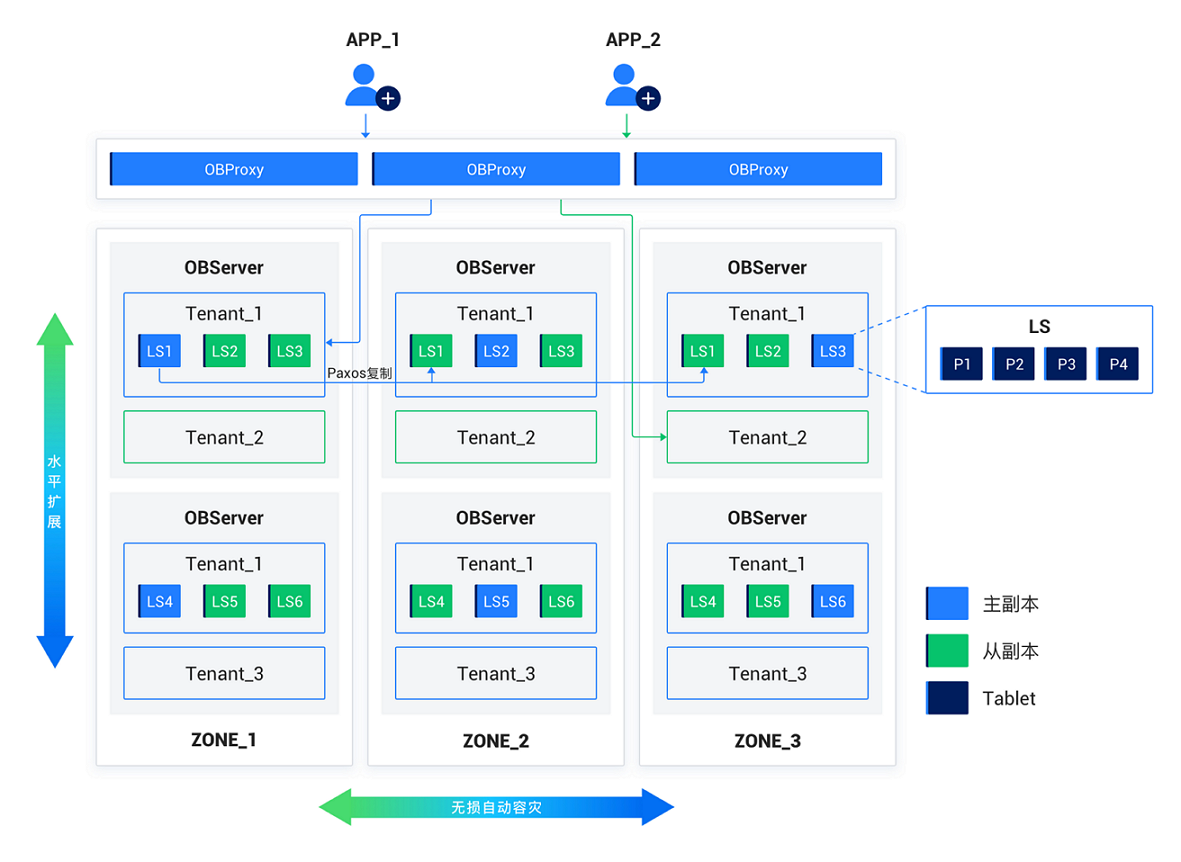 APP_1
APP_2
OBProxy
OBProxy
OBProxy
OBServer
Tenant_1
LS1
LS2
LS3
Tenant_2
OBServer
Tenant_1
LS1
LS2
LS3
Tenant_2
OBServer
Tenant_1
LS1
LS2
LS3
Tenant_2
Paxos复制
LS
P1
P2
P3
P4
水平扩展
OBServer
Tenant_1
LS4
LS5
LS6
Tenant_3
ZONE_1
OBServer
Tenant_1
LS4
LS5
LS6
Tenant_3
ZONE_2
OBServer
Tenant_1
LS4
LS5
LS6
Tenant_3
ZONE_3
主副本
从副本
Tablet
无损自动容灾